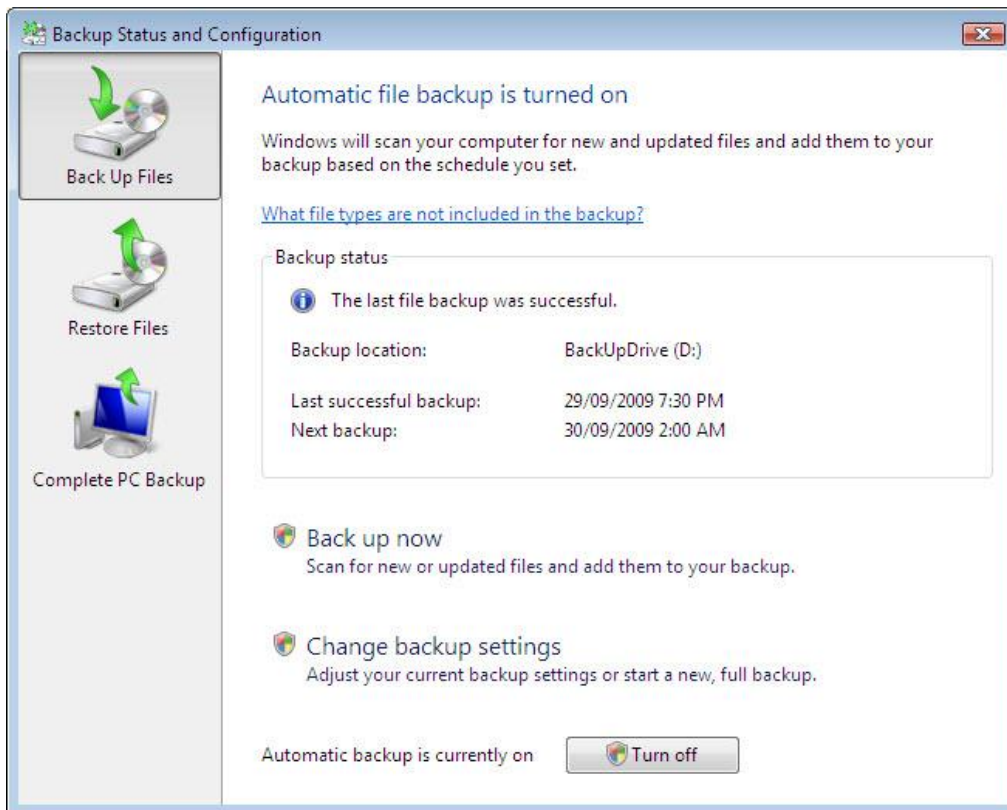 Backup Status and Configuration
Back Up Files
Restore Files
Complete PC Backup
Automatic file backup is turned on
Windows will scan your computer for new and updated files and add them to your
backup based on the schedule you set.
What file types are not included in the backup?
Backup status
The last file backup was successful.
Backup location: BackUpDrive (D:)
Last successful backup: 29/09/2009 7:30 PM
Next backup: 30/09/2009 2:00 AM
Back up now
Scan for new or updated files and add them to your backup.
Change backup settings
Adjust your current backup settings or start a new, full backup.
Automatic backup is currently on Turn off